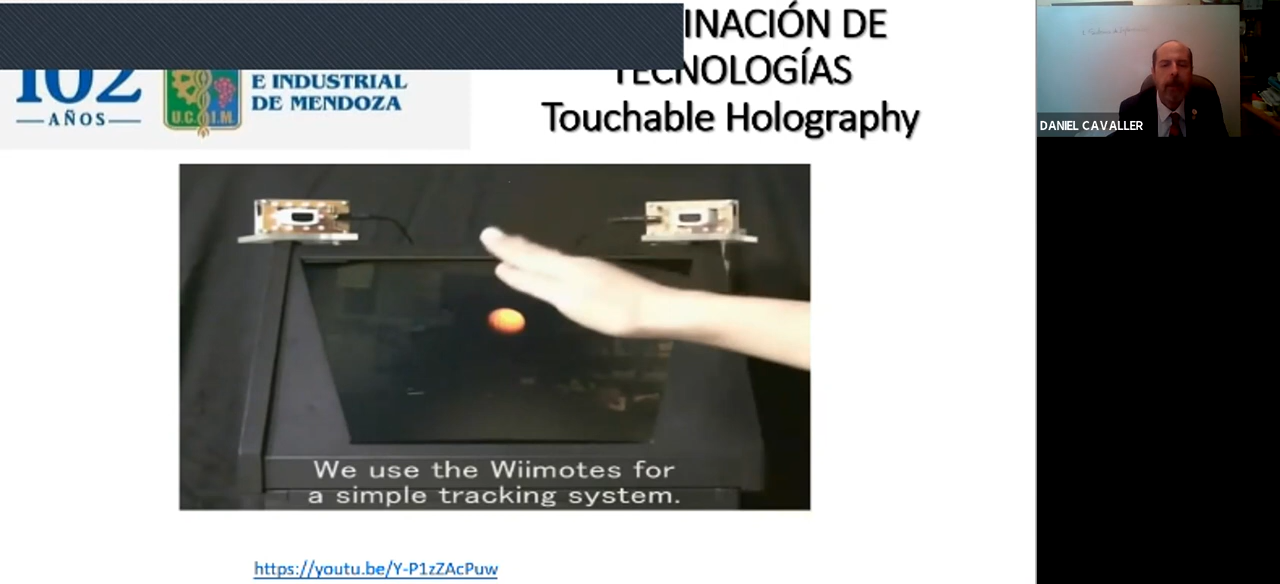 INACIÓN DE
TECNOLOGÍAS
Touchable Holography
102
AÑOS
U.C.I.M.
E INDUSTRIAL
DE MENDOZA
DANIEL CAVALLER
We use the Wiimotes for
a simple tracking system.
https://youtu.be/Y-P1zZAcPuw